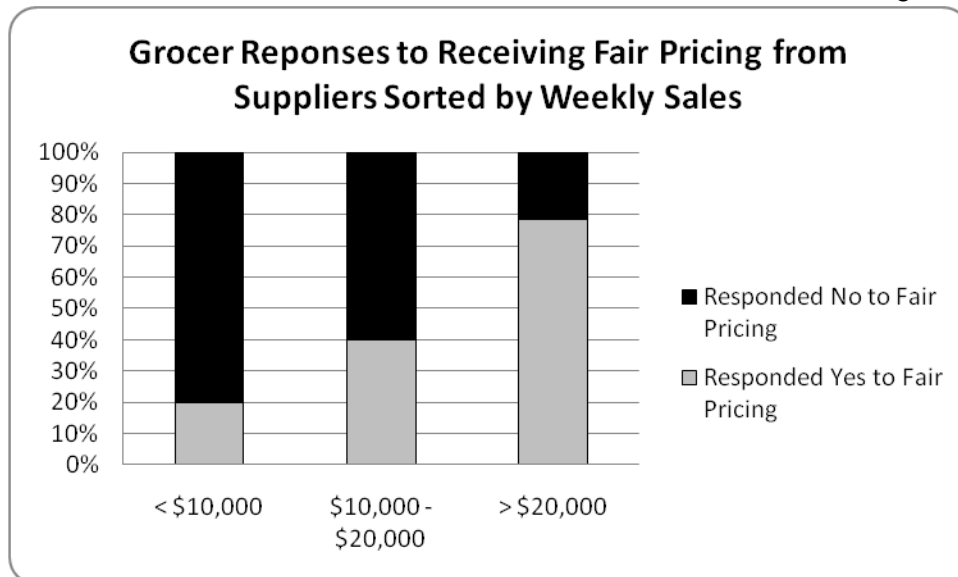 Grocer Reponses to Receiving Fair Pricing from
Suppliers Sorted by Weekly Sales
100%
90%
80%
70%
60%
50%
40%
30%
20%
10%
0%
< $10,000
$10,000 -
$20,000
> $20,000
Responded No to Fair
Pricing
Responded Yes to Fair
Pricing